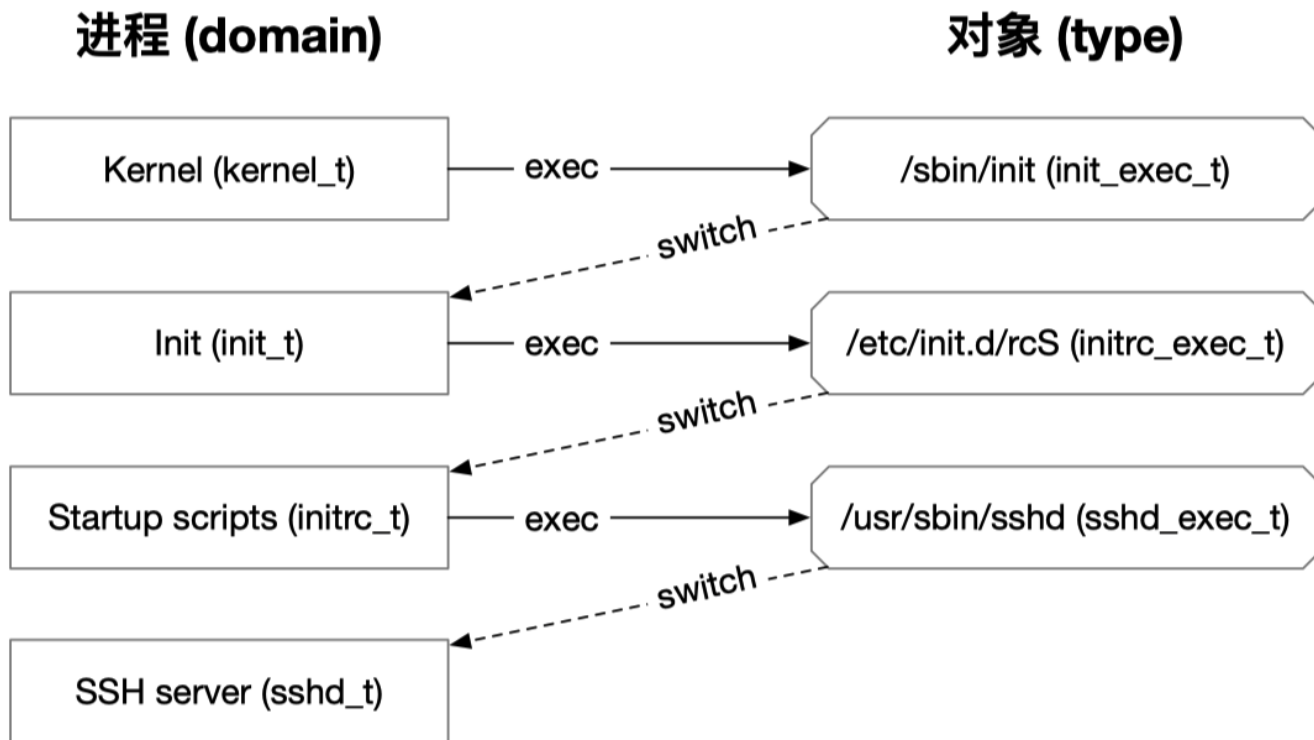 进程 (domain)
对象 (type)
Kernel (kernel_t)
exec
/sbin/init (init_exec_t)
switch
Init (init_t)
exec
/etc/init.d/rcS (initrc_exec_t)
switch
Startup scripts (initrc_t)
exec
/usr/sbin/sshd (sshd_exec_t)
switch
SSH server (sshd_t)